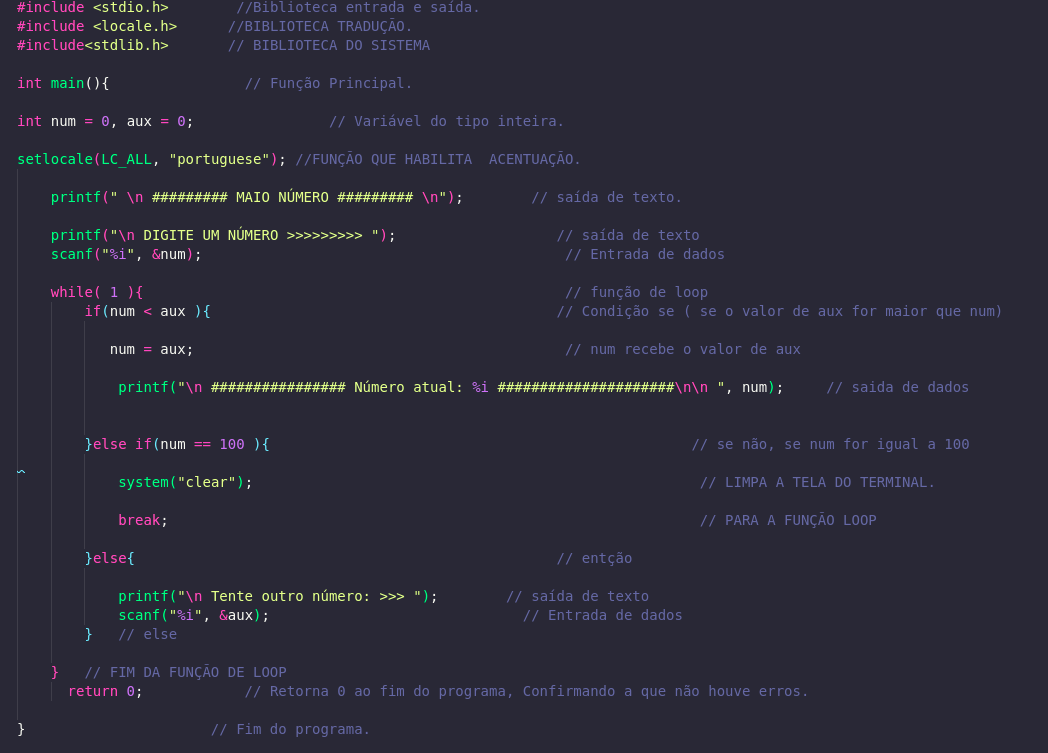 #include <stdio.h>        //Biblioteca entrada e saída.
#include <locale.h>      //BIBLIOTECA TRADUÇÃO.
#include<stdlib.h>       // BIBLIOTECA DO SISTEMA
int main(){                // Função Principal.
int num = 0, aux = 0;                // Variável do tipo inteira.
setlocale(LC_ALL, "portuguese"); //FUNÇÃO QUE HABILITA  ACENTUAÇÃO.
    printf(" \n ######### MAIO NÚMERO ######### \n");        // saída de texto.
    printf("\n DIGITE UM NÚMERO >>>>>>>>> ");                   // saída de texto
    scanf("%i", &num);                                           // Entrada de dados
    while( 1 ){                                                  // função de loop
        if(num < aux ){                                         // Condição se ( se o valor de aux for maior que num)
           num = aux;                                            // num recebe o valor de aux
            printf("\n ################ Número atual: %i #####################\n\n ", num);     // saida de dados
        }else if(num == 100 ){                                                  // se não, se num for igual a 100
            system("clear");                                                     // LIMPA A TELA DO TERMINAL.
            break;                                                               // PARA A FUNÇÃO LOOP
        }else{                                                  // entção
            printf("\n Tente outro número: >>> ");        // saída de texto
            scanf("%i", &aux);                              // Entrada de dados
        }   // else
    }   // FIM DA FUNÇÃO DE LOOP
      return 0;            // Retorna 0 ao fim do programa, Confirmando a que não houve erros.
}                      // Fim do programa.